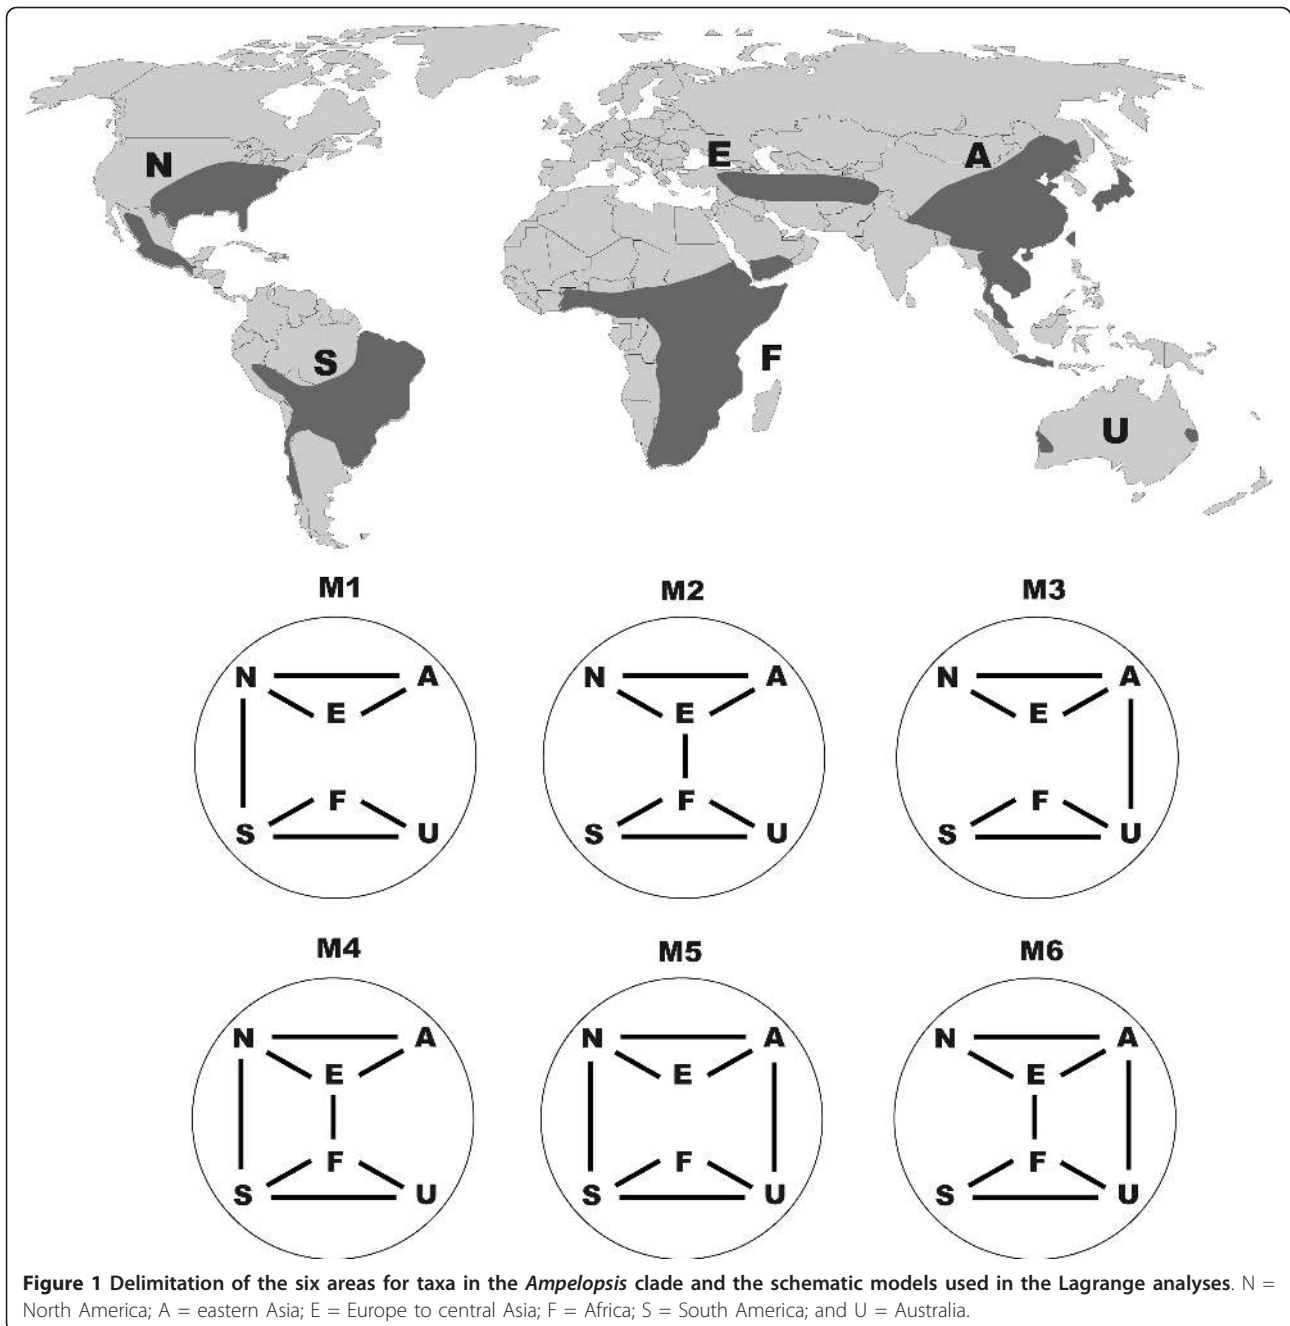 N
E
A
S
F
U
M1
M2
M3
N A
E
F
S U
N A
E
F
S U
N A
E
F
S U
M4
M5
M6
N A
E
F
S U
N A
E
F
S U
N A
E
F
S U
Figure 1 Delimitation of the six areas for taxa in the Ampelopsis clade and the schematic models used in the Lagrange analyses. N =
North America; A = eastern Asia; E = Europe to central Asia; F = Africa; S = South America; and U = Australia.